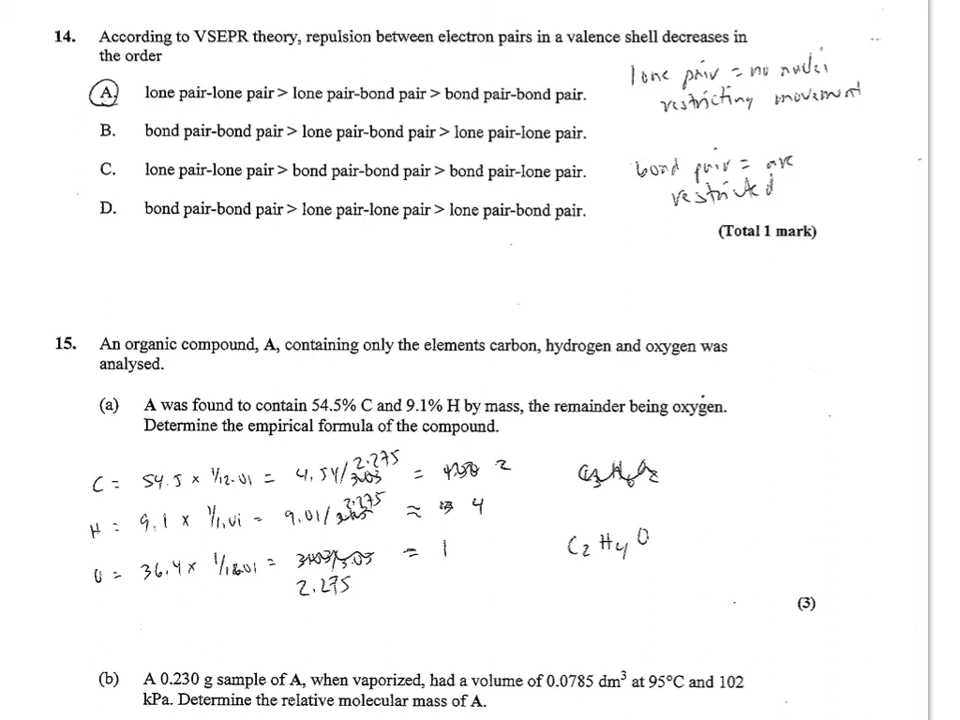 14. According to VSEPR theory, repulsion between electron pairs in a valence shell decreases in
the order
lone pair = no nuclei
restricting movement
A. lone pair-lone pair > lone pair-bond pair > bond pair-bond pair.
B. bond pair-bond pair > lone pair-bond pair > lone pair-lone pair.
C. lone pair-lone pair > bond pair-bond pair > bond pair-lone pair.
bond pair = are
restricted
D. bond pair-bond pair > lone pair-lone pair > lone pair-bond pair.
(Total 1 mark)
15. An organic compound, A, containing only the elements carbon, hydrogen and oxygen was
analysed.
(a) A was found to contain 54.5% C and 9.1% H by mass, the remainder being oxygen.
Determine the empirical formula of the compound.
C = 54.5 × 1/12.01 = 4.54/2.275 = 2
H = 9.1 × 1/1.01 = 9.01/2.275 ≈ 4
O = 36.4 × 1/16.01 = 2.275 = 1
C2H4O
(3)
(b) A 0.230 g sample of A, when vaporized, had a volume of 0.0785 dm³ at 95°C and 102
kPa. Determine the relative molecular mass of A.